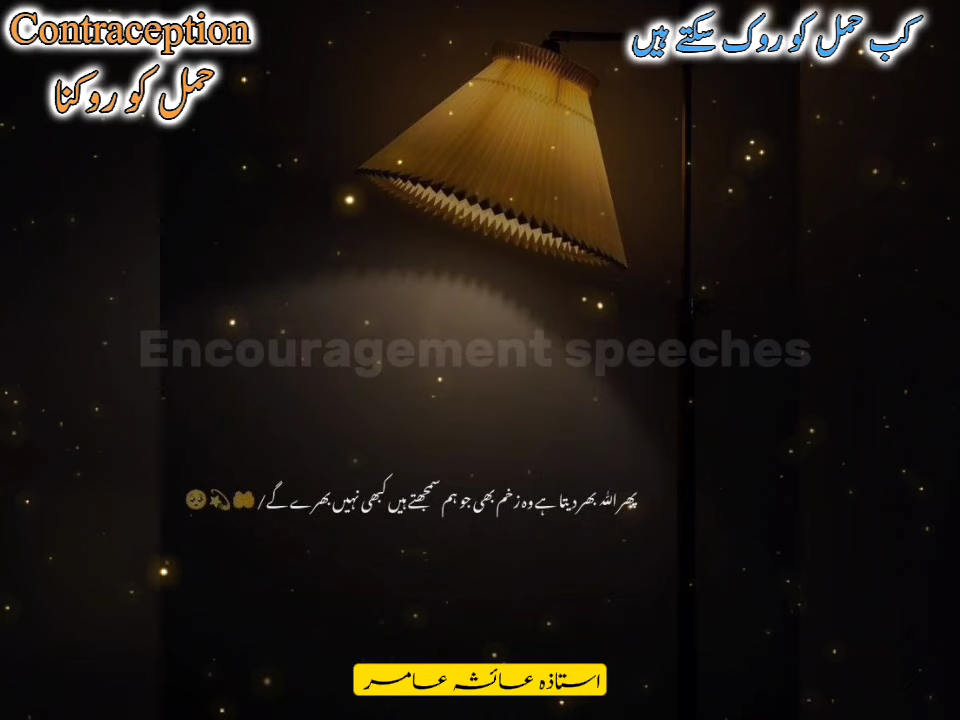 Contraception
حمل کو روکنا
کب حمل کو روک سکتے ہیں
Encouragement speeches
پھر اللہ بھر دیتا ہے وہ زخم بھی جو ہم سمجھتے ہیں کبھی نہیں بھرے گے / 🤲💫🥺
استاذہ عائشہ عامر